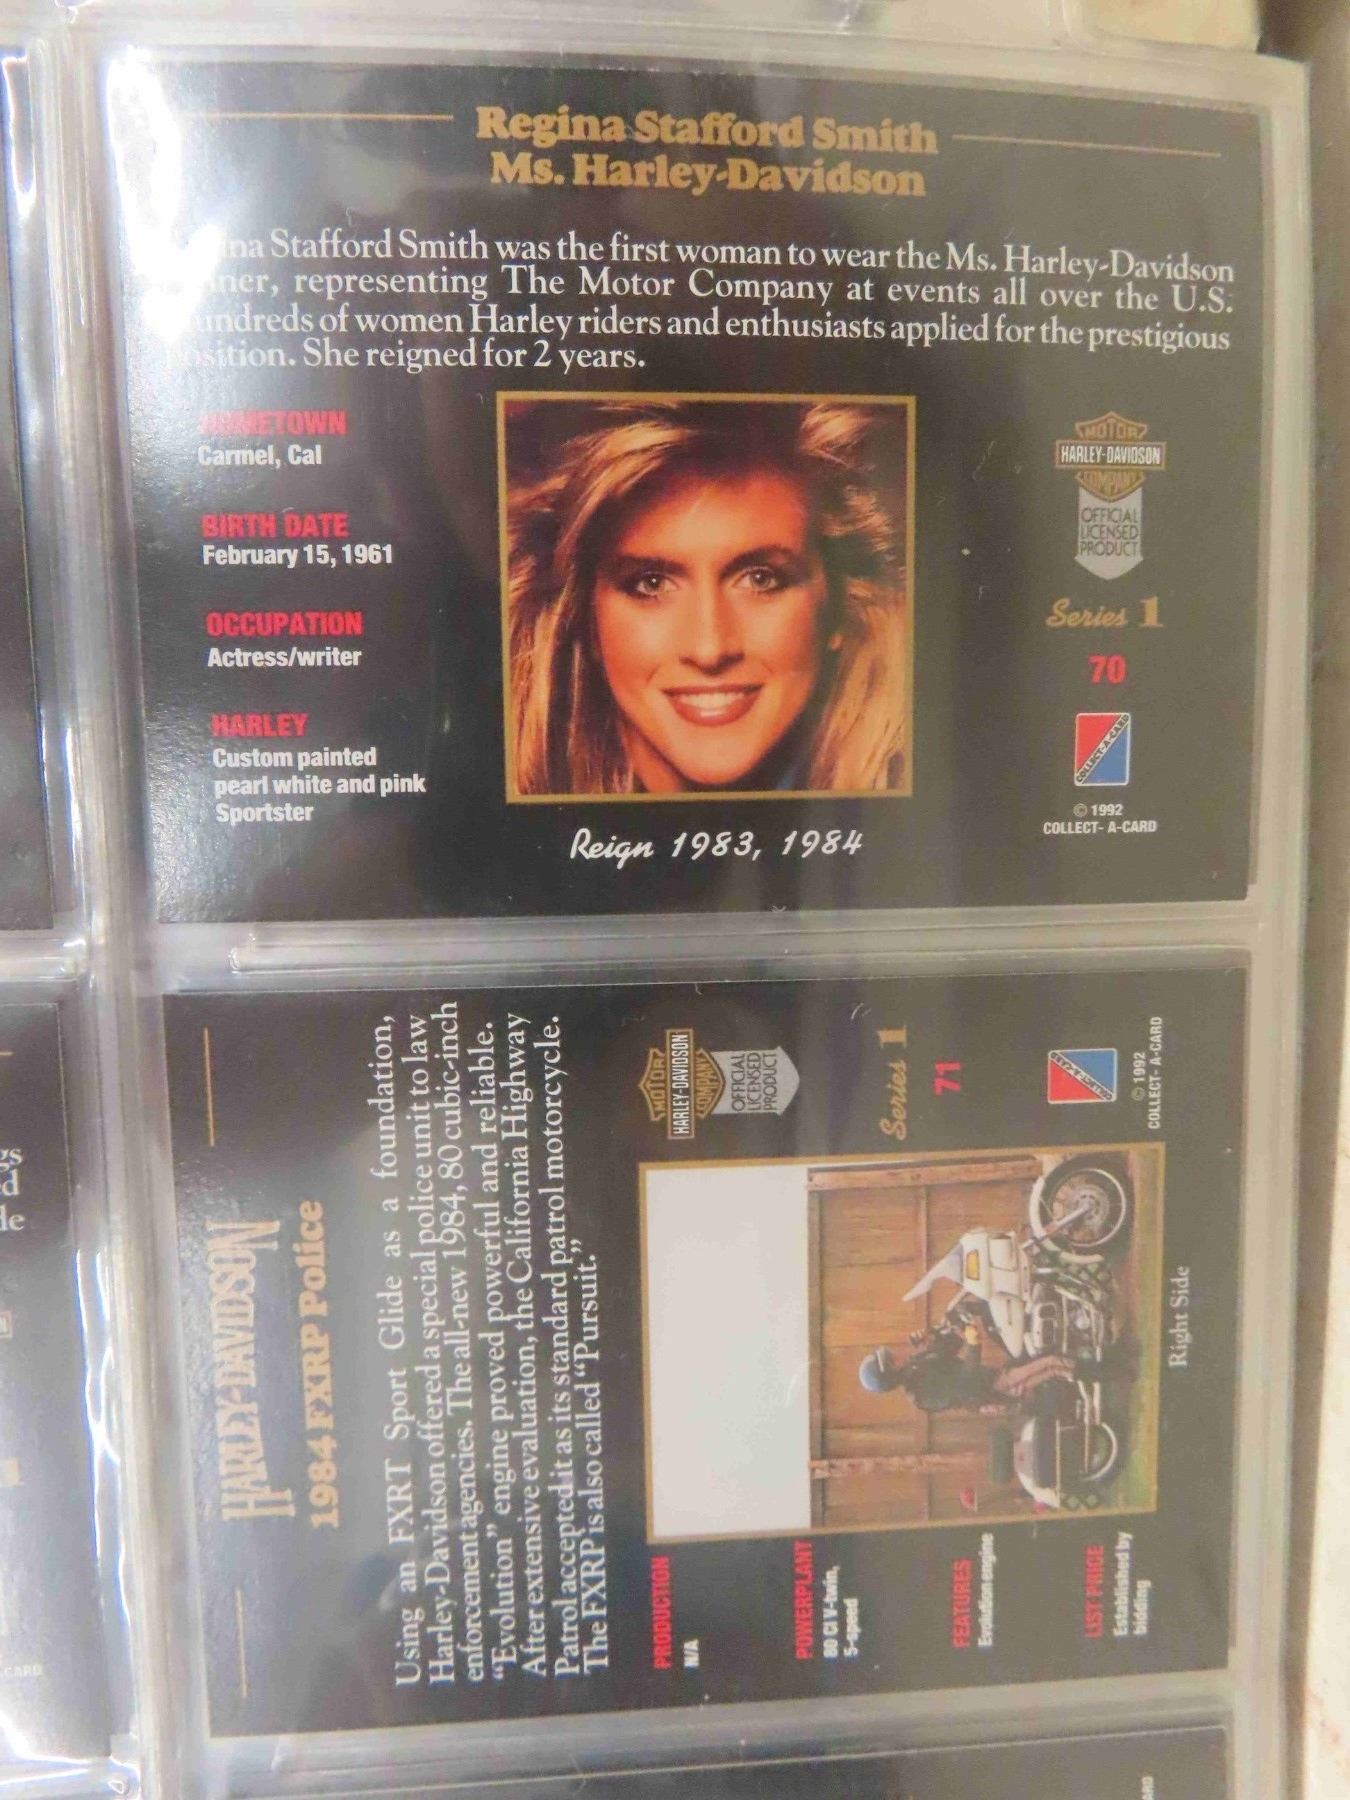 Regina Stafford Smith
Ms. Harley-Davidson
Stafford Smith was the first woman to wear the Ms. Harley-Davidson
representing The Motor Company at events all over the U.S.
of women Harley riders and enthusiasts applied for the prestigious
position. She reigned for 2 years.
HOMETOWN
Carmel, Cal
BIRTH DATE
February 15, 1961
OCCUPATION
Actress/writer
HARLEY
Custom painted
pearl white and pink
Sportster
Reign 1983, 1984
MOTOR
HARLEY-DAVIDSON
COMPANY
OFFICIAL
LICENSED
PRODUCT
Series 1
70
COLLECT-A-CARD
© 1992
COLLECT- A-CARD
HARLEY-DAVIDSON
1984 FXRP Police
Using an FXRT Sport Glide as a foundation,
Harley-Davidson offered a special police unit to law
enforcement agencies. The all-new 1984, 80 cubic-inch
“Evolution” engine proved powerful and reliable.
After extensive evaluation, the California Highway
Patrol accepted it as its standard patrol motorcycle.
The FXRP is also called “Pursuit.”
PRODUCTION
N/A
POWERPLANT
80 CI V-twin,
5-speed
FEATURES
Evolution engine
LIST PRICE
Established by
bidding
Right Side
MOTOR
HARLEY-DAVIDSON
COMPANY
OFFICIAL
LICENSED
PRODUCT
Series 1
71
© 1992
COLLECT- A-CARD